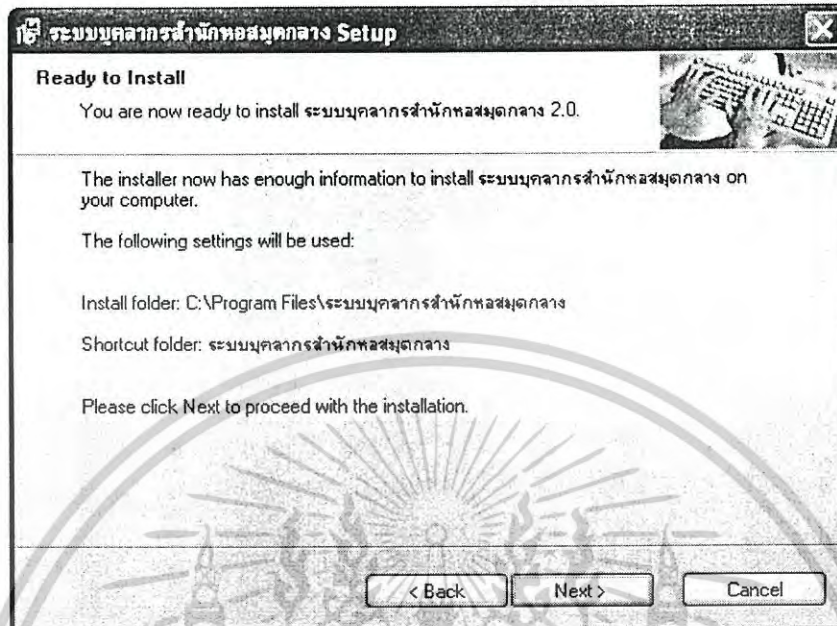 ระบบบุคลากรสำนักหอสมุดกลาง Setup
Ready to Install
You are now ready to install ระบบบุคลากรสำนักหอสมุดกลาง 2.0.
The installer now has enough information to install ระบบบุคลากรสำนักหอสมุดกลาง on
your computer.
The following settings will be used:
Install folder: C:\Program Files\ระบบบุคลากรสำนักหอสมุดกลาง
Shortcut folder: ระบบบุคลากรสำนักหอสมุดกลาง
Please click Next to proceed with the installation.
< Back
Next >
Cancel